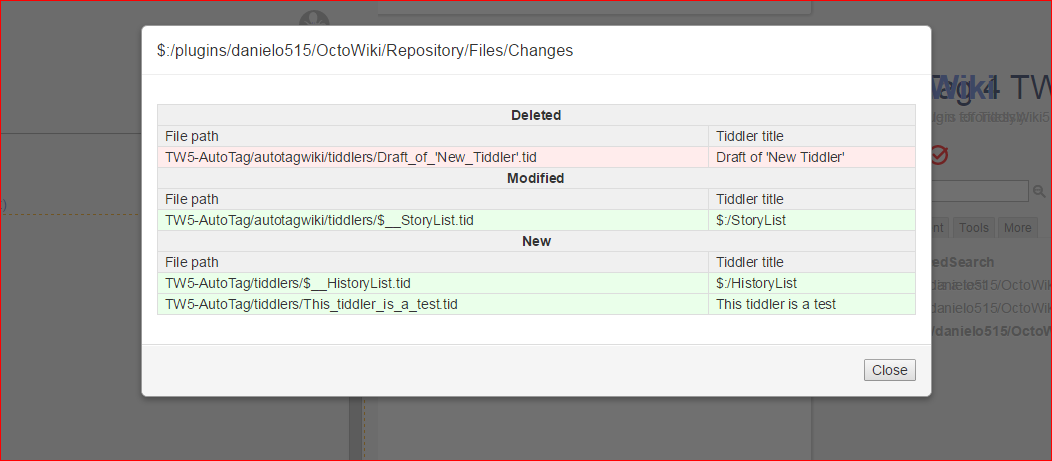 $:/plugins/danielo515/OctoWiki/Repository/Files/Changes
Deleted
File path Tiddler title
TW5-AutoTag/autotagwiki/tiddlers/Draft_of_'New_Tiddler'.tid Draft of 'New Tiddler'
Modified
File path Tiddler title
TW5-AutoTag/autotagwiki/tiddlers/$__StoryList.tid $:/StoryList
New
File path Tiddler title
TW5-AutoTag/tiddlers/$__HistoryList.tid $:/HistoryList
TW5-AutoTag/tiddlers/This_tiddler_is_a_test.tid This tiddler is a test
Close
Wiki
4 TW
nt Tools More
edSearch
danielo515/OctoWiki
/danielo515/OctoW